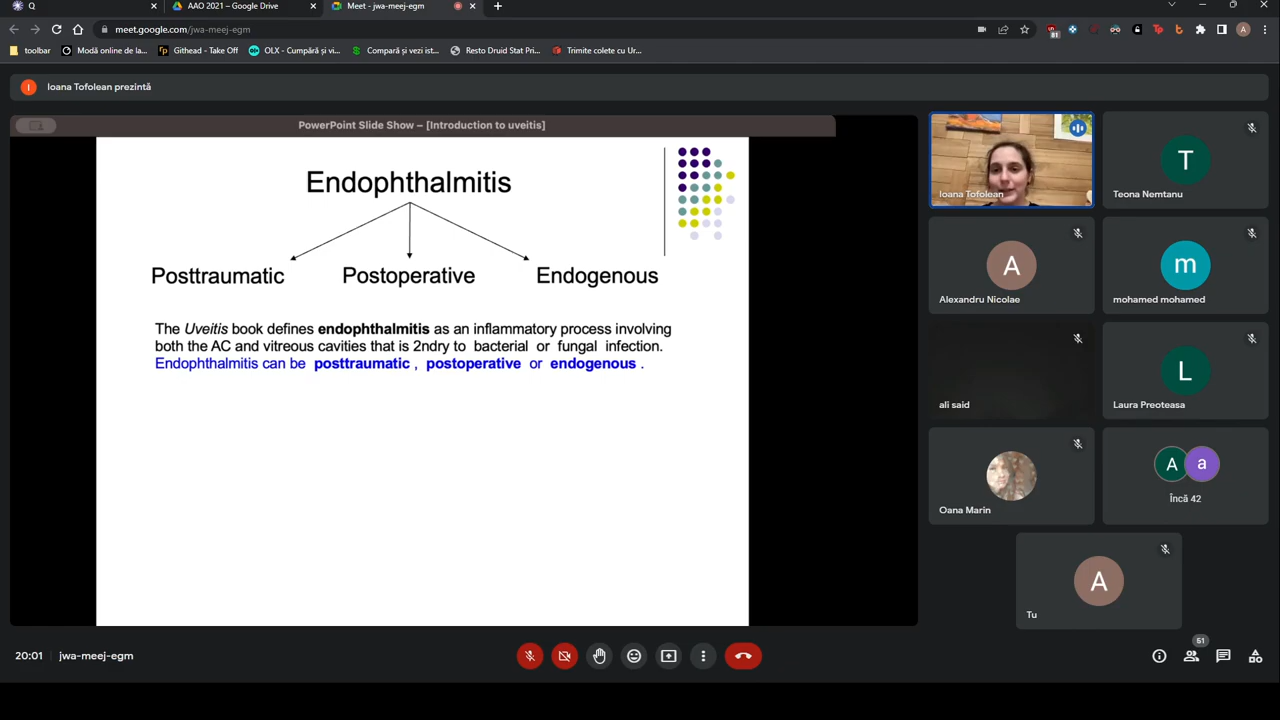 Q
AAO 2021 – Google Drive
Meet - jwa-meej-egm
meet.google.com/jwa-meej-egm
81
A
toolbar
Modă online de la...
Githead - Take Off
OLX - Cumpără și vi...
Compară și vezi ist...
Resto Druid Stat Pri...
Trimite colete cu Ur...
I
Ioana Tofolean prezintă
PowerPoint Slide Show – [Introduction to uveitis]
Endophthalmitis
Posttraumatic
Postoperative
Endogenous
The Uveitis book defines endophthalmitis as an inflammatory process involving
both the AC and vitreous cavities that is 2ndry to bacterial or fungal infection.
Endophthalmitis can be posttraumatic , postoperative or endogenous .
Ioana Tofolean
T
Teona Nemtanu
A
Alexandru Nicolae
m
mohamed mohamed
ali said
L
Laura Preoteasa
Oana Marin
A
a
Încă 42
A
Tu
20:01
jwa-meej-egm
51